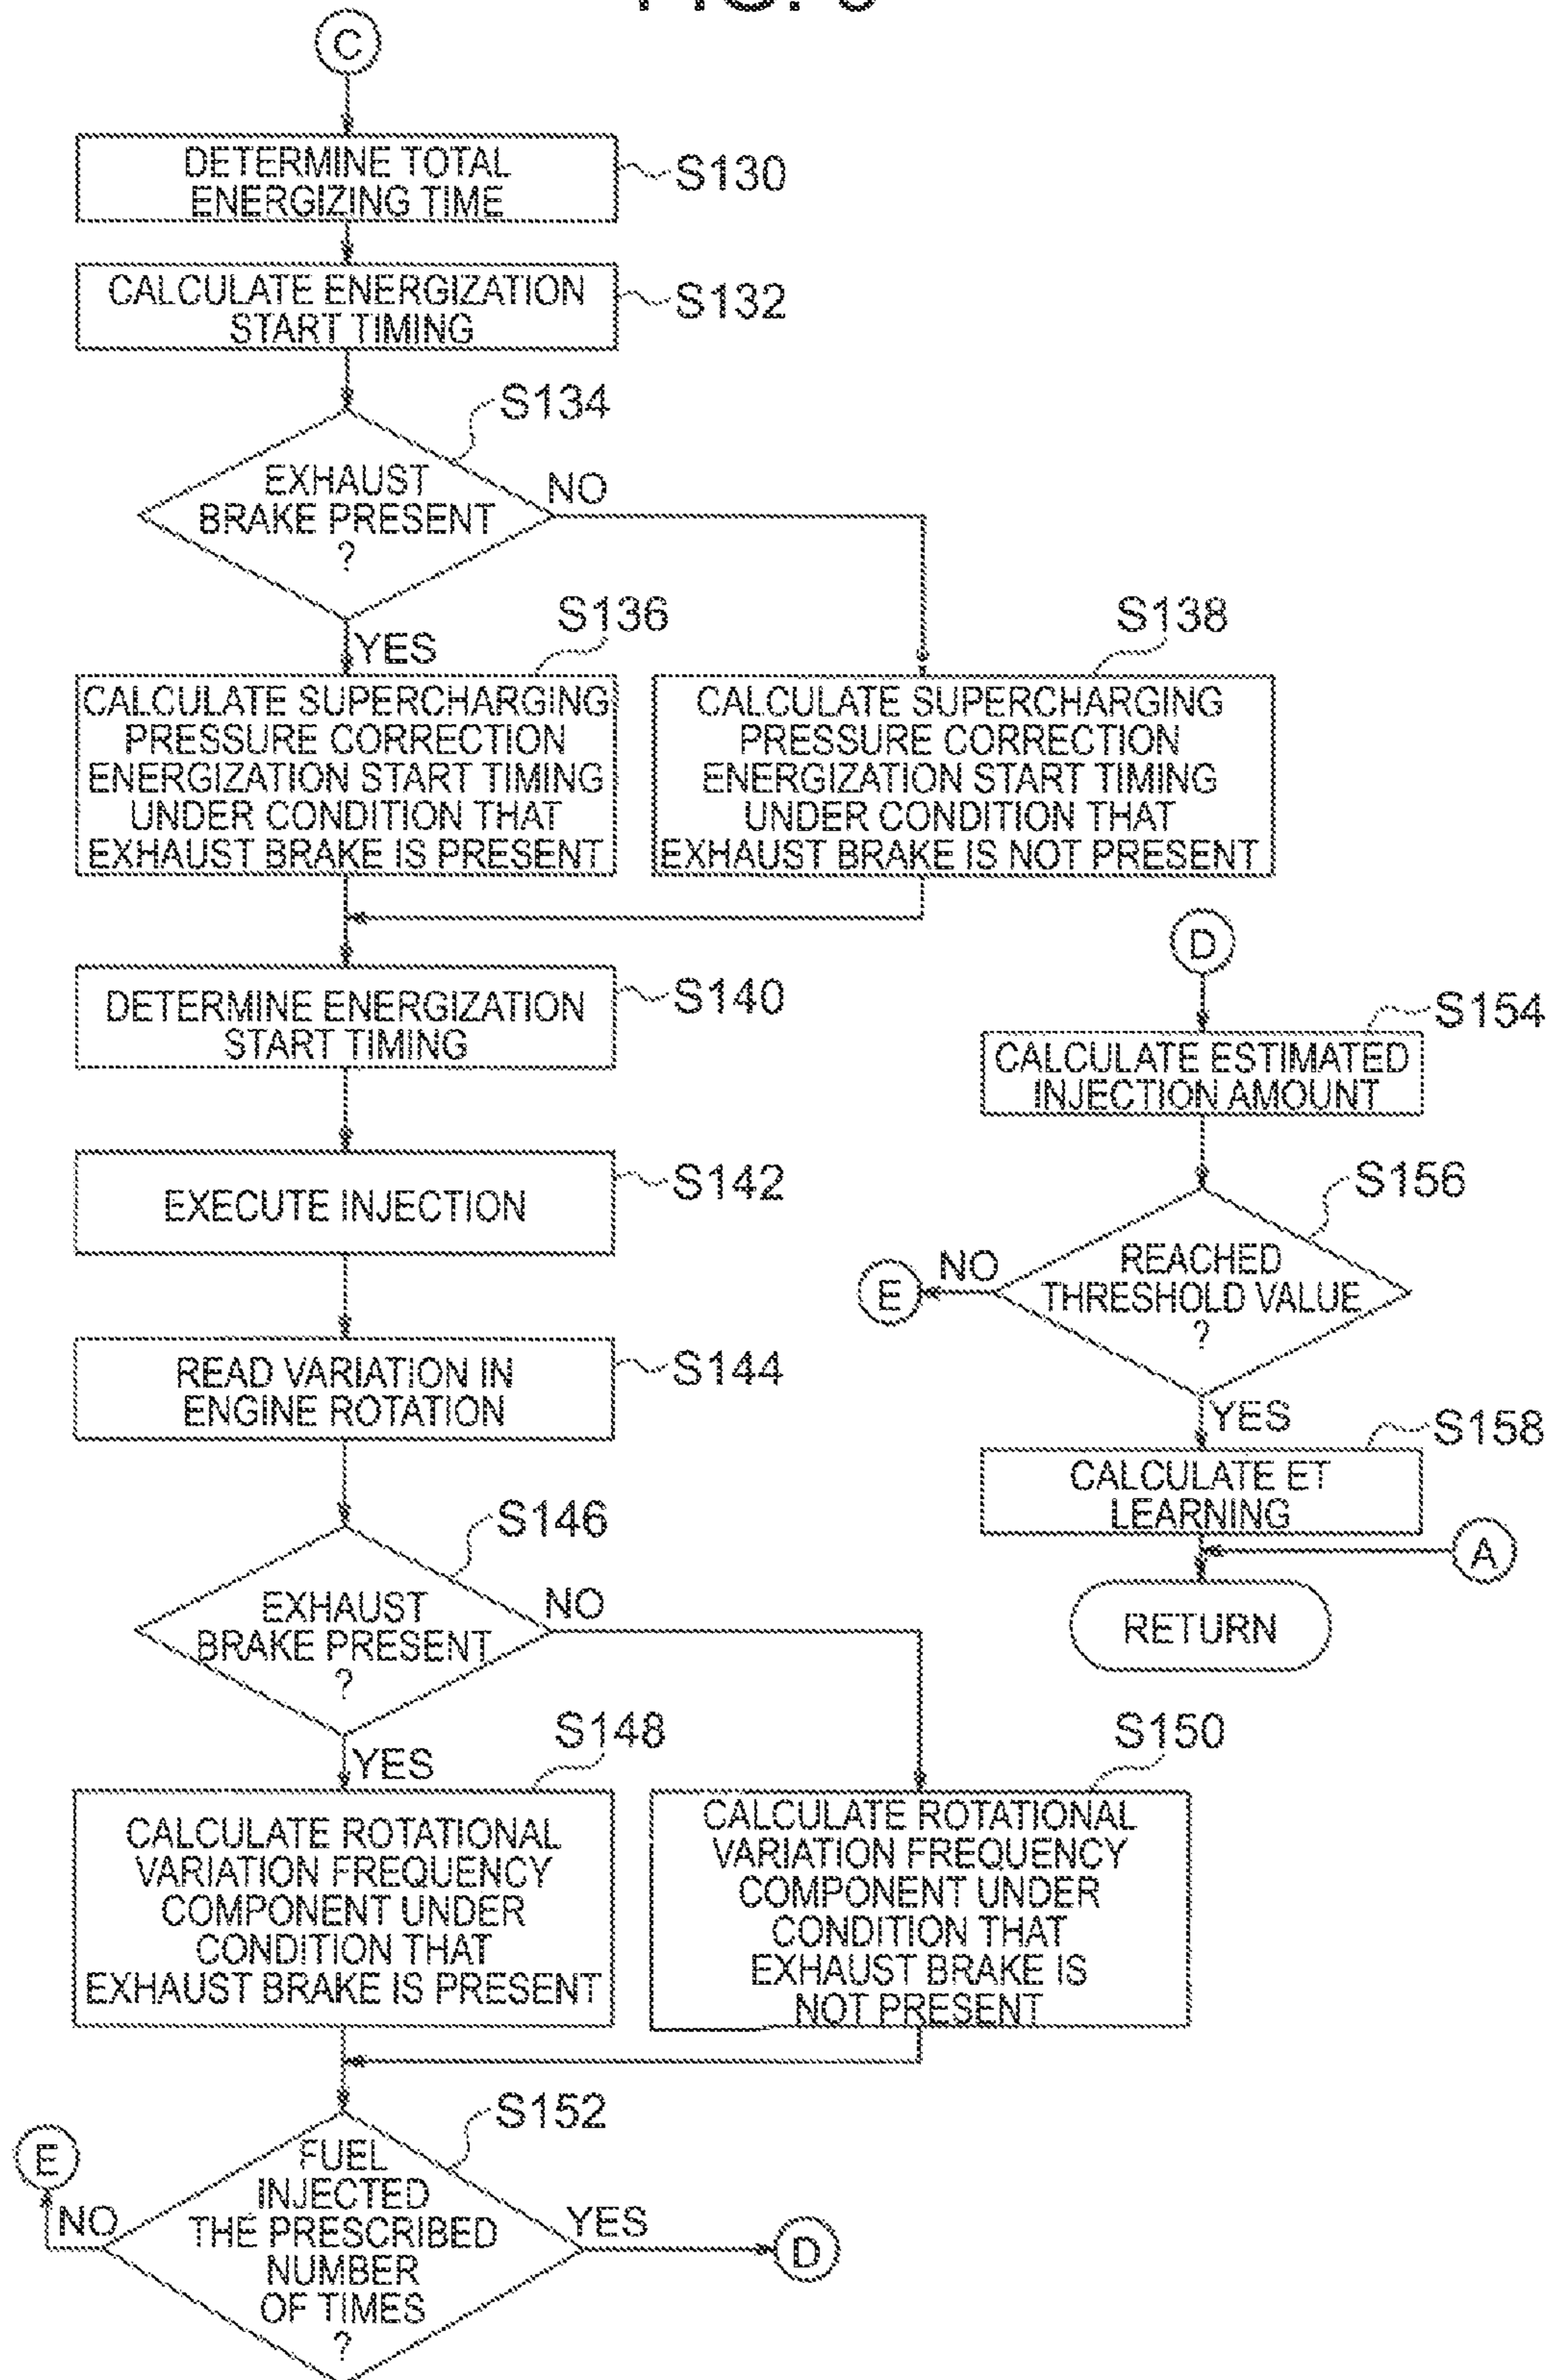 C
DETERMINE TOTAL
ENERGIZING TIME
S130
CALCULATE ENERGIZATION
START TIMING
S132
S134
EXHAUST
BRAKE PRESENT
?
NO
YES
S136
CALCULATE SUPERCHARGING
PRESSURE CORRECTION
ENERGIZATION START TIMING
UNDER CONDITION THAT
EXHAUST BRAKE IS PRESENT
S138
CALCULATE SUPERCHARGING
PRESSURE CORRECTION
ENERGIZATION START TIMING
UNDER CONDITION THAT
EXHAUST BRAKE IS NOT PRESENT
DETERMINE ENERGIZATION
START TIMING
S140
EXECUTE INJECTION
S142
READ VARIATION IN
ENGINE ROTATION
S144
S146
EXHAUST
BRAKE PRESENT
?
NO
YES
S148
CALCULATE ROTATIONAL
VARIATION FREQUENCY
COMPONENT UNDER
CONDITION THAT
EXHAUST BRAKE IS PRESENT
S150
CALCULATE ROTATIONAL
VARIATION FREQUENCY
COMPONENT UNDER
CONDITION THAT
EXHAUST BRAKE IS
NOT PRESENT
S152
FUEL
INJECTED
THE PRESCRIBED
NUMBER
OF TIMES
?
NO
E
YES
D
D
S154
CALCULATE ESTIMATED
INJECTION AMOUNT
S156
REACHED
THRESHOLD VALUE
?
NO
E
YES
S158
CALCULATE ET
LEARNING
A
RETURN